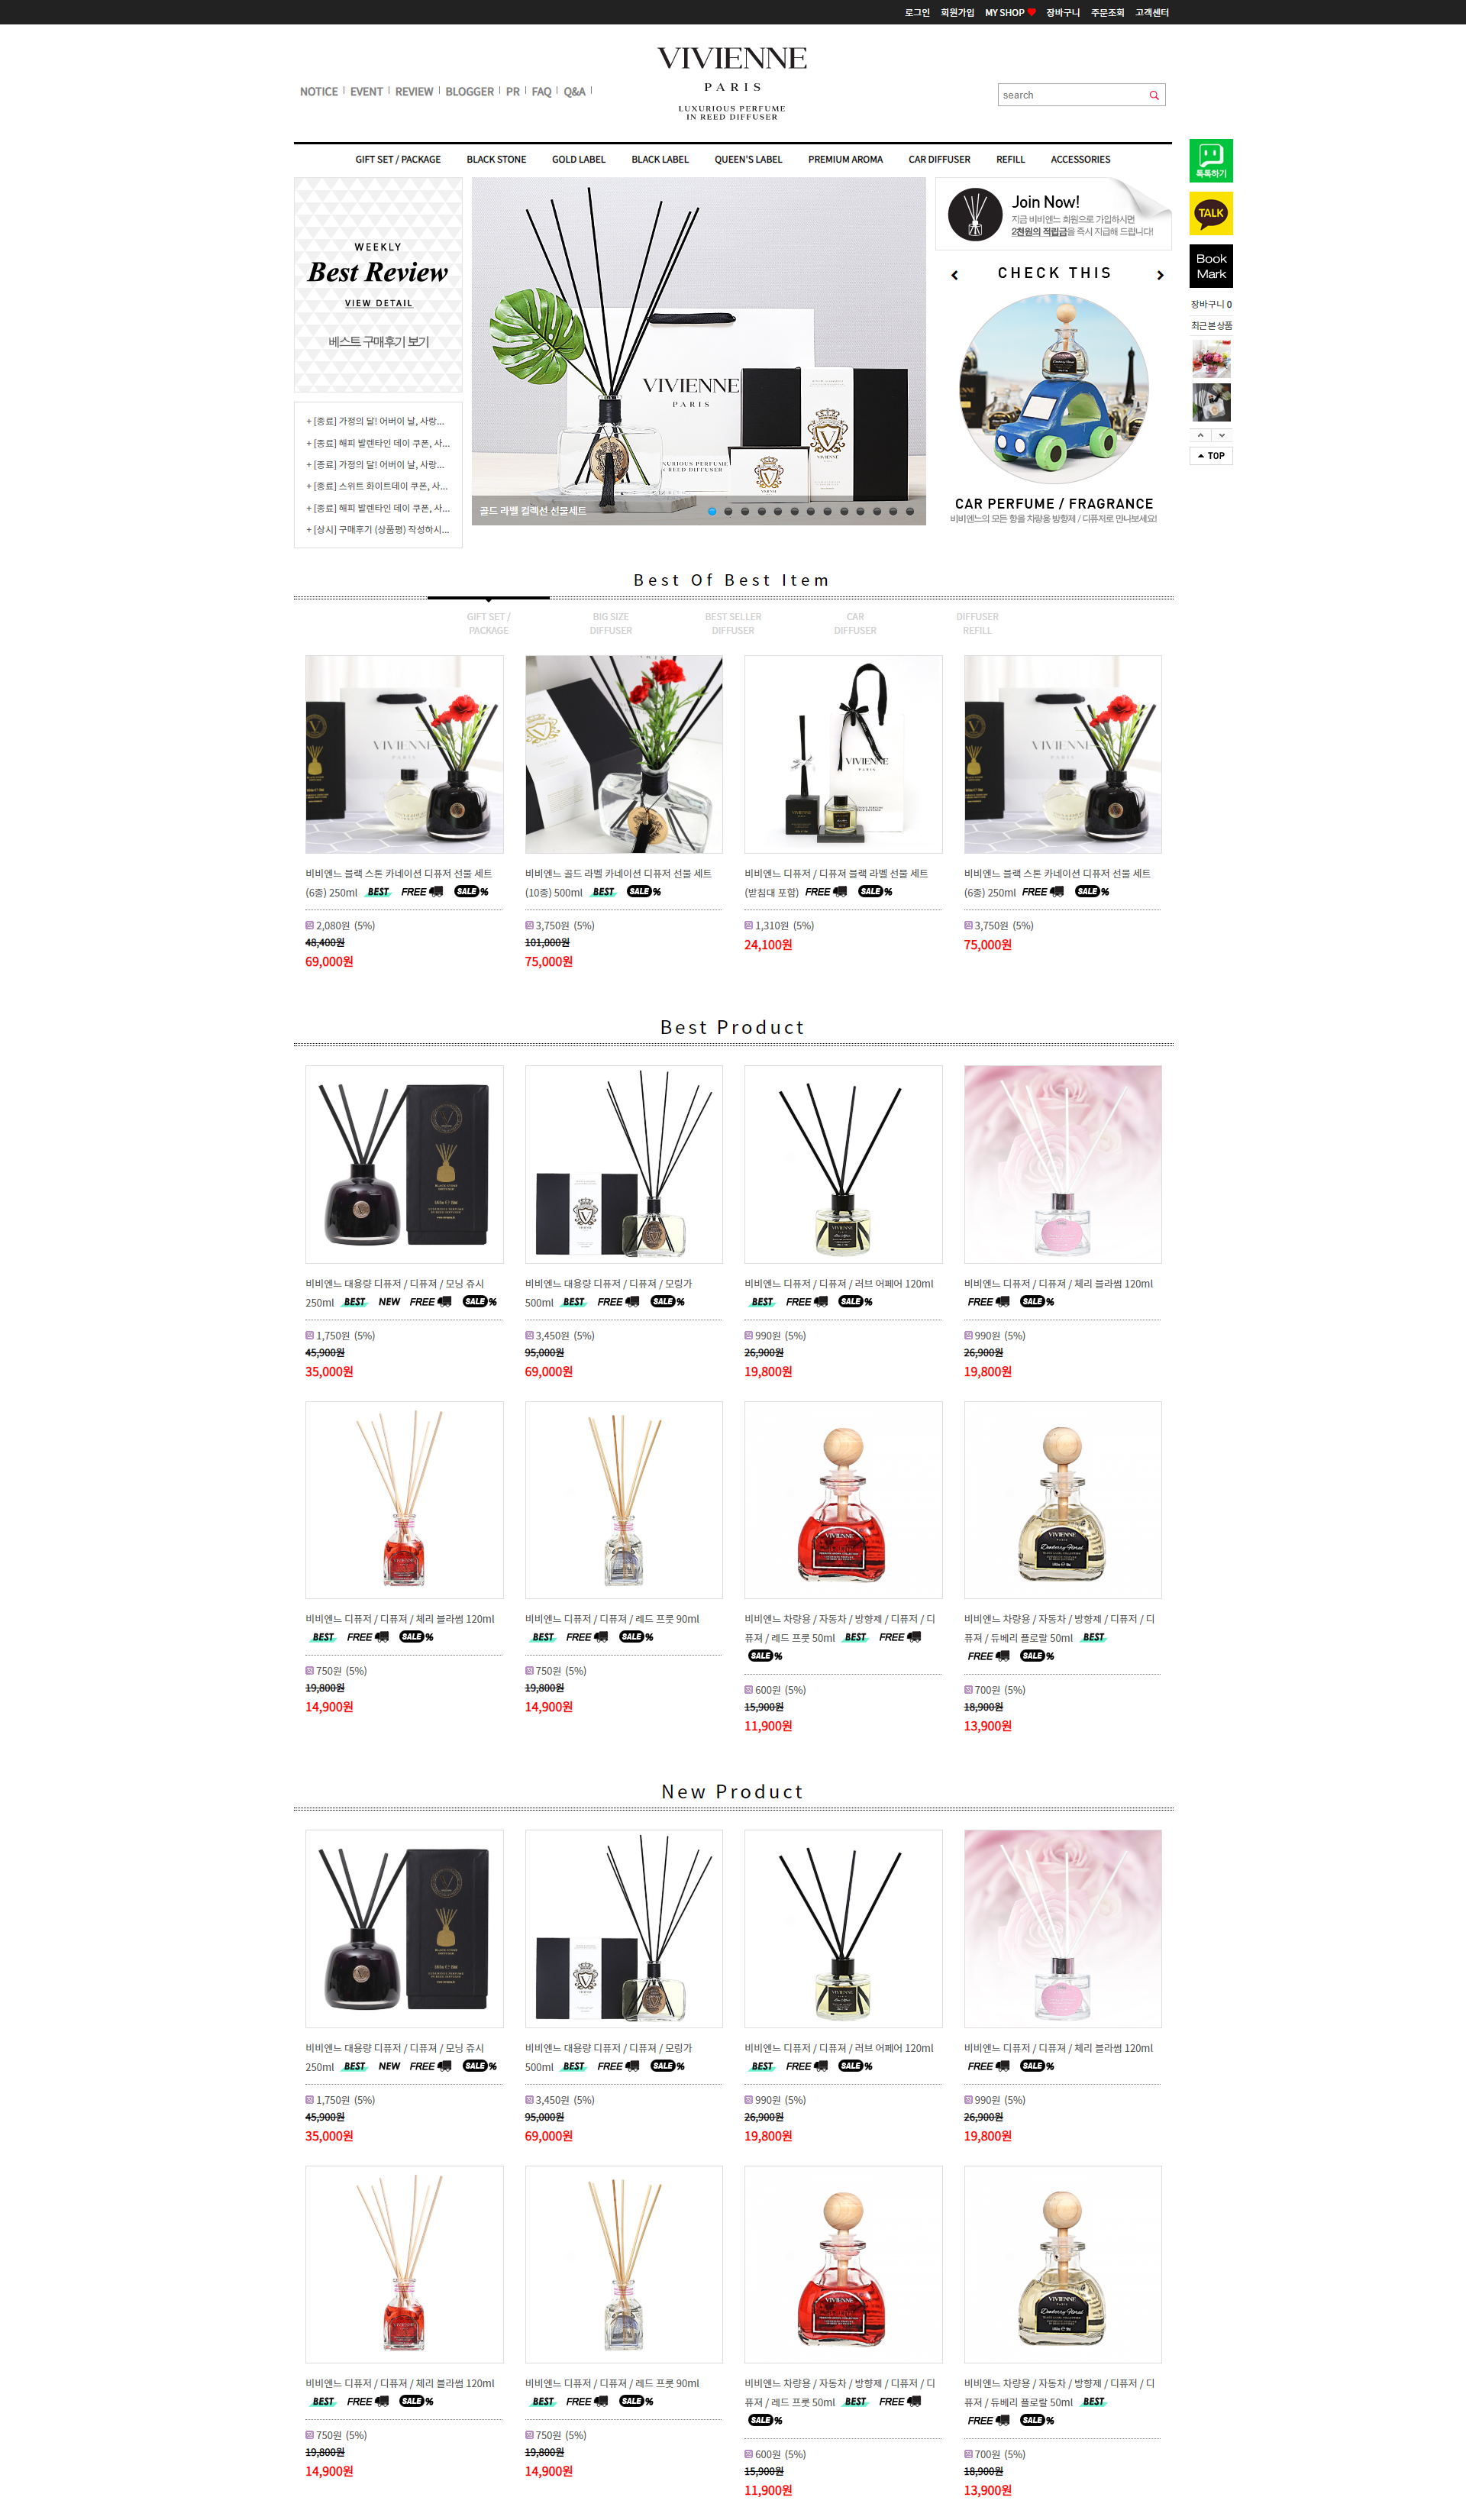 로그인 회원가입 MY SHOP 장바구니 주문조회 고객센터
VIVIENNE
PARIS
LUXURIOUS PERFUME
IN REED DIFFUSER
NOTICE EVENT REVIEW BLOGGER PR FAQ Q&A
search
GIFT SET / PACKAGE BLACK STONE GOLD LABEL BLACK LABEL QUEEN'S LABEL PREMIUM AROMA CAR DIFFUSER REFILL ACCESSORIES
톡톡하기
TALK
Book
Mark
장바구니 0
최근본상품
TOP
WEEKLY
Best Review
VIEW DETAIL
베스트 구매후기 보기
+ [종료] 가정의 달! 어버이 날, 사랑...
+ [종료] 해피 발렌타인 데이 쿠폰, 사...
+ [종료] 가정의 달! 어버이 날, 사랑...
+ [종료] 스위트 화이트데이 쿠폰, 사...
+ [종료] 해피 발렌타인 데이 쿠폰, 사...
+ [상시] 구매후기 (상품평) 작성하시...
VIVIENNE
PARIS
골드 라벨 컬렉션 선물세트
Join Now!
지금 비비엔느 회원으로 가입하시면
2천원의 적립금을 즉시 지급해 드립니다!
CHECK THIS
CAR PERFUME / FRAGRANCE
비비엔느의 모든 향을 차량용 방향제 / 디퓨저로 만나보세요!
Best Of Best Item
GIFT SET /
PACKAGE
BIG SIZE
DIFFUSER
BEST SELLER
DIFFUSER
CAR
DIFFUSER
DIFFUSER
REFILL
비비엔느 블랙 스톤 카네이션 디퓨저 선물 세트
(6종) 250ml BEST FREE SALE %
2,080원 (5%)
48,400원
69,000원
비비엔느 골드 라벨 카네이션 디퓨저 선물 세트
(10종) 500ml BEST SALE %
3,750원 (5%)
101,000원
75,000원
비비엔느 디퓨저 / 디퓨져 블랙 라벨 선물 세트
(받침대 포함) FREE SALE %
1,310원 (5%)
24,100원
비비엔느 블랙 스톤 카네이션 디퓨저 선물 세트
(6종) 250ml FREE SALE %
3,750원 (5%)
75,000원
Best Product
비비엔느 대용량 디퓨저 / 디퓨져 / 모닝 쥬시
250ml BEST NEW FREE SALE %
1,750원 (5%)
45,900원
35,000원
비비엔느 대용량 디퓨저 / 디퓨져 / 모링가
500ml BEST FREE SALE %
3,450원 (5%)
95,000원
69,000원
비비엔느 디퓨저 / 디퓨져 / 러브 어페어 120ml
BEST FREE SALE %
990원 (5%)
26,900원
19,800원
비비엔느 디퓨저 / 디퓨져 / 체리 블라썸 120ml
FREE SALE %
990원 (5%)
26,900원
19,800원
비비엔느 디퓨저 / 디퓨져 / 체리 블라썸 120ml
BEST FREE SALE %
750원 (5%)
19,800원
14,900원
비비엔느 디퓨저 / 디퓨져 / 레드 프룻 90ml
BEST FREE SALE %
750원 (5%)
19,800원
14,900원
비비엔느 차량용 / 자동차 / 방향제 / 디퓨저 / 디
퓨져 / 레드 프룻 50ml BEST FREE
SALE %
600원 (5%)
15,900원
11,900원
비비엔느 차량용 / 자동차 / 방향제 / 디퓨저 / 디
퓨져 / 듀베리 플로랄 50ml BEST
FREE SALE %
700원 (5%)
18,900원
13,900원
New Product
비비엔느 대용량 디퓨저 / 디퓨져 / 모닝 쥬시
250ml BEST NEW FREE SALE %
1,750원 (5%)
45,900원
35,000원
비비엔느 대용량 디퓨저 / 디퓨져 / 모링가
500ml BEST FREE SALE %
3,450원 (5%)
95,000원
69,000원
비비엔느 디퓨저 / 디퓨져 / 러브 어페어 120ml
BEST FREE SALE %
990원 (5%)
26,900원
19,800원
비비엔느 디퓨저 / 디퓨져 / 체리 블라썸 120ml
FREE SALE %
990원 (5%)
26,900원
19,800원
비비엔느 디퓨저 / 디퓨져 / 체리 블라썸 120ml
BEST FREE SALE %
750원 (5%)
19,800원
14,900원
비비엔느 디퓨저 / 디퓨져 / 레드 프룻 90ml
BEST FREE SALE %
750원 (5%)
19,800원
14,900원
비비엔느 차량용 / 자동차 / 방향제 / 디퓨저 / 디
퓨져 / 레드 프룻 50ml BEST FREE
SALE %
600원 (5%)
15,900원
11,900원
비비엔느 차량용 / 자동차 / 방향제 / 디퓨저 / 디
퓨져 / 듀베리 플로랄 50ml BEST
FREE SALE %
700원 (5%)
18,900원
13,900원